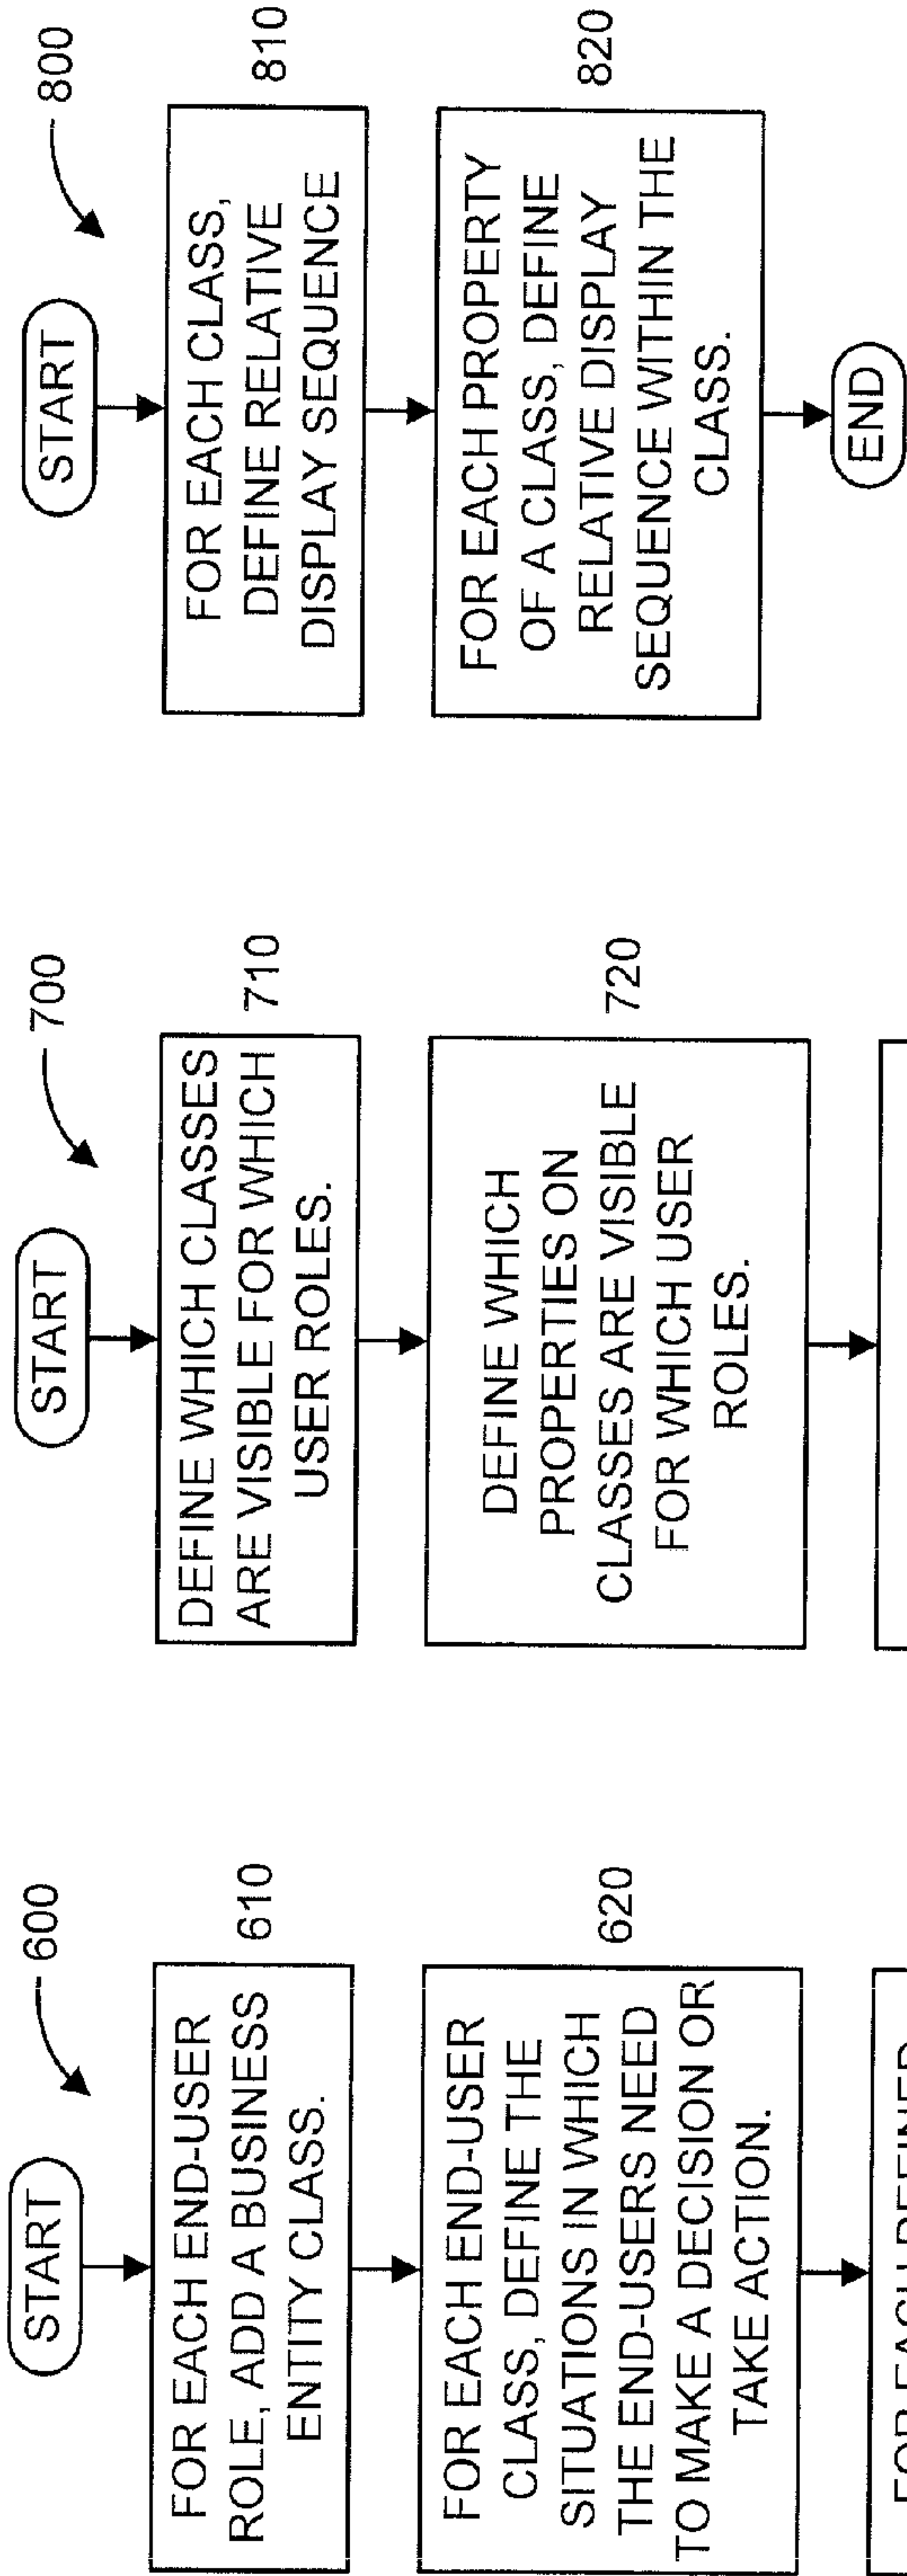 600
START
FOR EACH END-USER
ROLE, ADD A BUSINESS
ENTITY CLASS.
610
FOR EACH END-USER
CLASS, DEFINE THE
SITUATIONS IN WHICH
THE END-USERS NEED
TO MAKE A DECISION OR
TAKE ACTION.
620
FOR EACH DEFINED
700
START
DEFINE WHICH CLASSES
ARE VISIBLE FOR WHICH
USER ROLES.
710
DEFINE WHICH
PROPERTIES ON
CLASSES ARE VISIBLE
FOR WHICH USER
ROLES.
720
800
START
FOR EACH CLASS,
DEFINE RELATIVE
DISPLAY SEQUENCE
810
FOR EACH PROPERTY
OF A CLASS, DEFINE
RELATIVE DISPLAY
SEQUENCE WITHIN THE
CLASS.
820
END